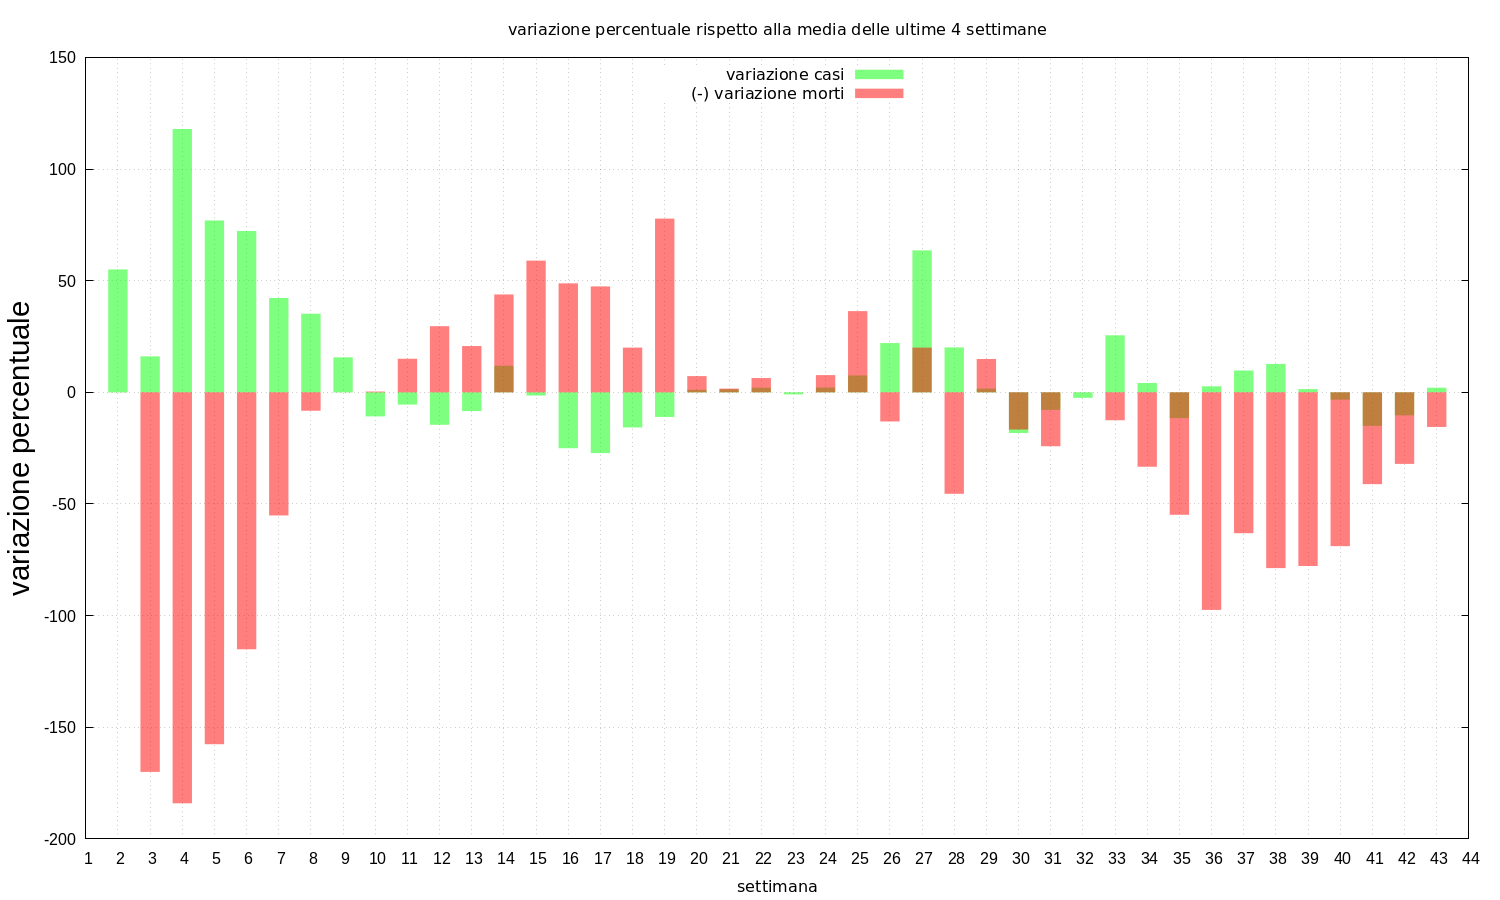 variazione percentuale rispetto alla media delle ultime 4 settimane
variazione casi
(-) variazione morti
variazione percentuale
150
100
50
0
-50
-100
-150
-200
1 2 3 4 5 6 7 8 9 10 11 12 13 14 15 16 17 18 19 20 21 22 23 24 25 26 27 28 29 30 31 32 33 34 35 36 37 38 39 40 41 42 43 44
settimana